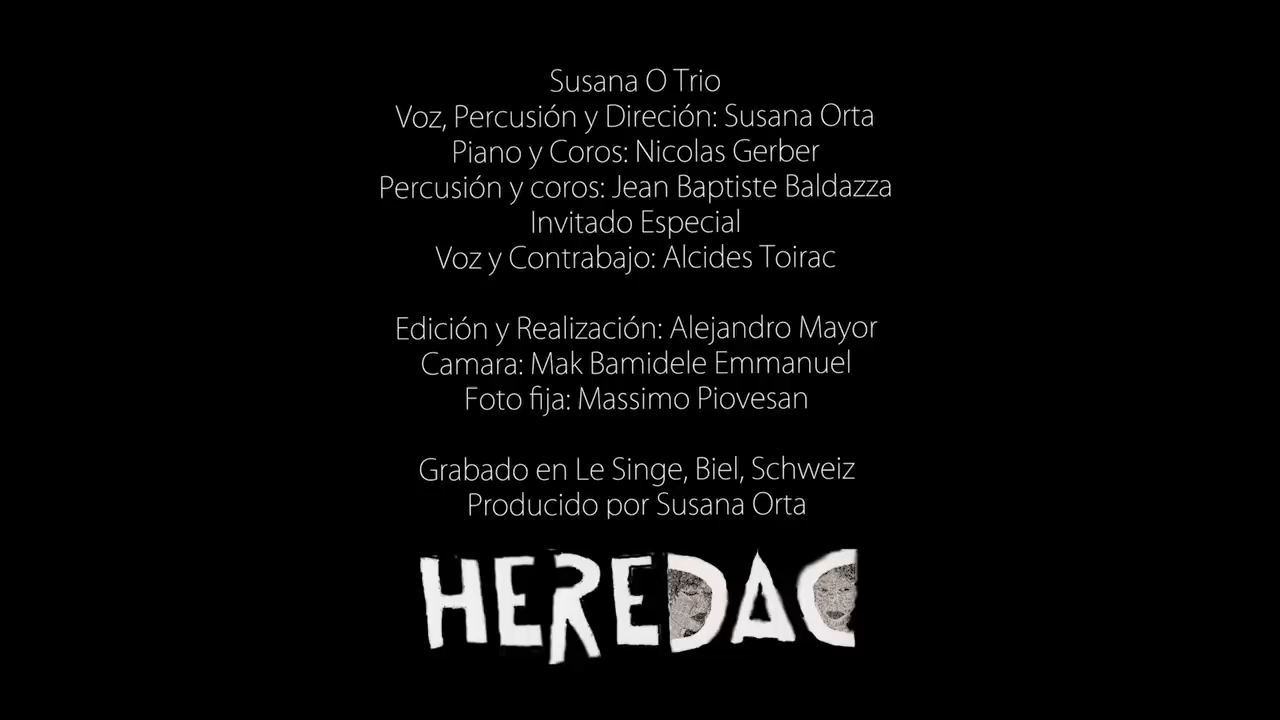 Susana O Trio
Voz, Percusión y Direción: Susana Orta
Piano y Coros: Nicolas Gerber
Percusión y coros: Jean Baptiste Baldazza
Invitado Especial
Voz y Contrabajo: Alcides Toirac
Edición y Realización: Alejandro Mayor
Camara: Mak Bamidele Emmanuel
Foto fija: Massimo Piovesan
Grabado en Le Singe, Biel, Schweiz
Producido por Susana Orta
HEREDAC